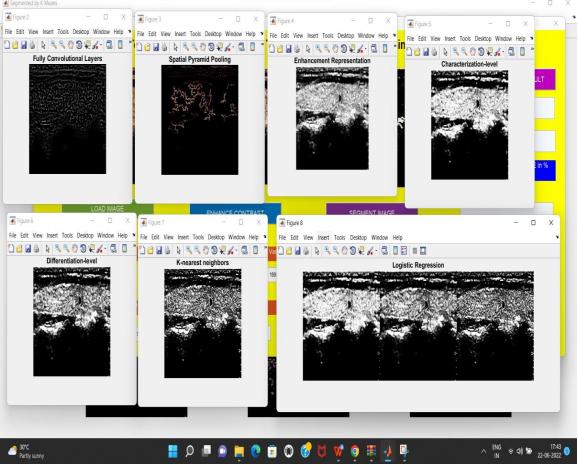 Segmented by K Means
Figure 2
File Edit View Insert Tools Desktop Window Help
Fully Convolutional Layers
Figure 3
File Edit View Insert Tools Desktop Window Help
Spatial Pyramid Pooling
Figure 4
File Edit View Insert Tools Desktop Window Help
Enhancement Representation
Figure 5
File Edit View Insert Tools Desktop Window Help
Characterization-level
ULT
E in %
LOAD IMAGE
ENHANCE CONTRAST
SEGMENT IMAGE
Figure 6
File Edit View Insert Tools Desktop Window Help
Differentiation-level
Figure 7
File Edit View Insert Tools Desktop Window Help
K-nearest neighbors
Figure 8
File Edit View Insert Tools Desktop Window Help
Logistic Regression
30°C
Partly sunny
ENG
IN
17:43
22-06-2022